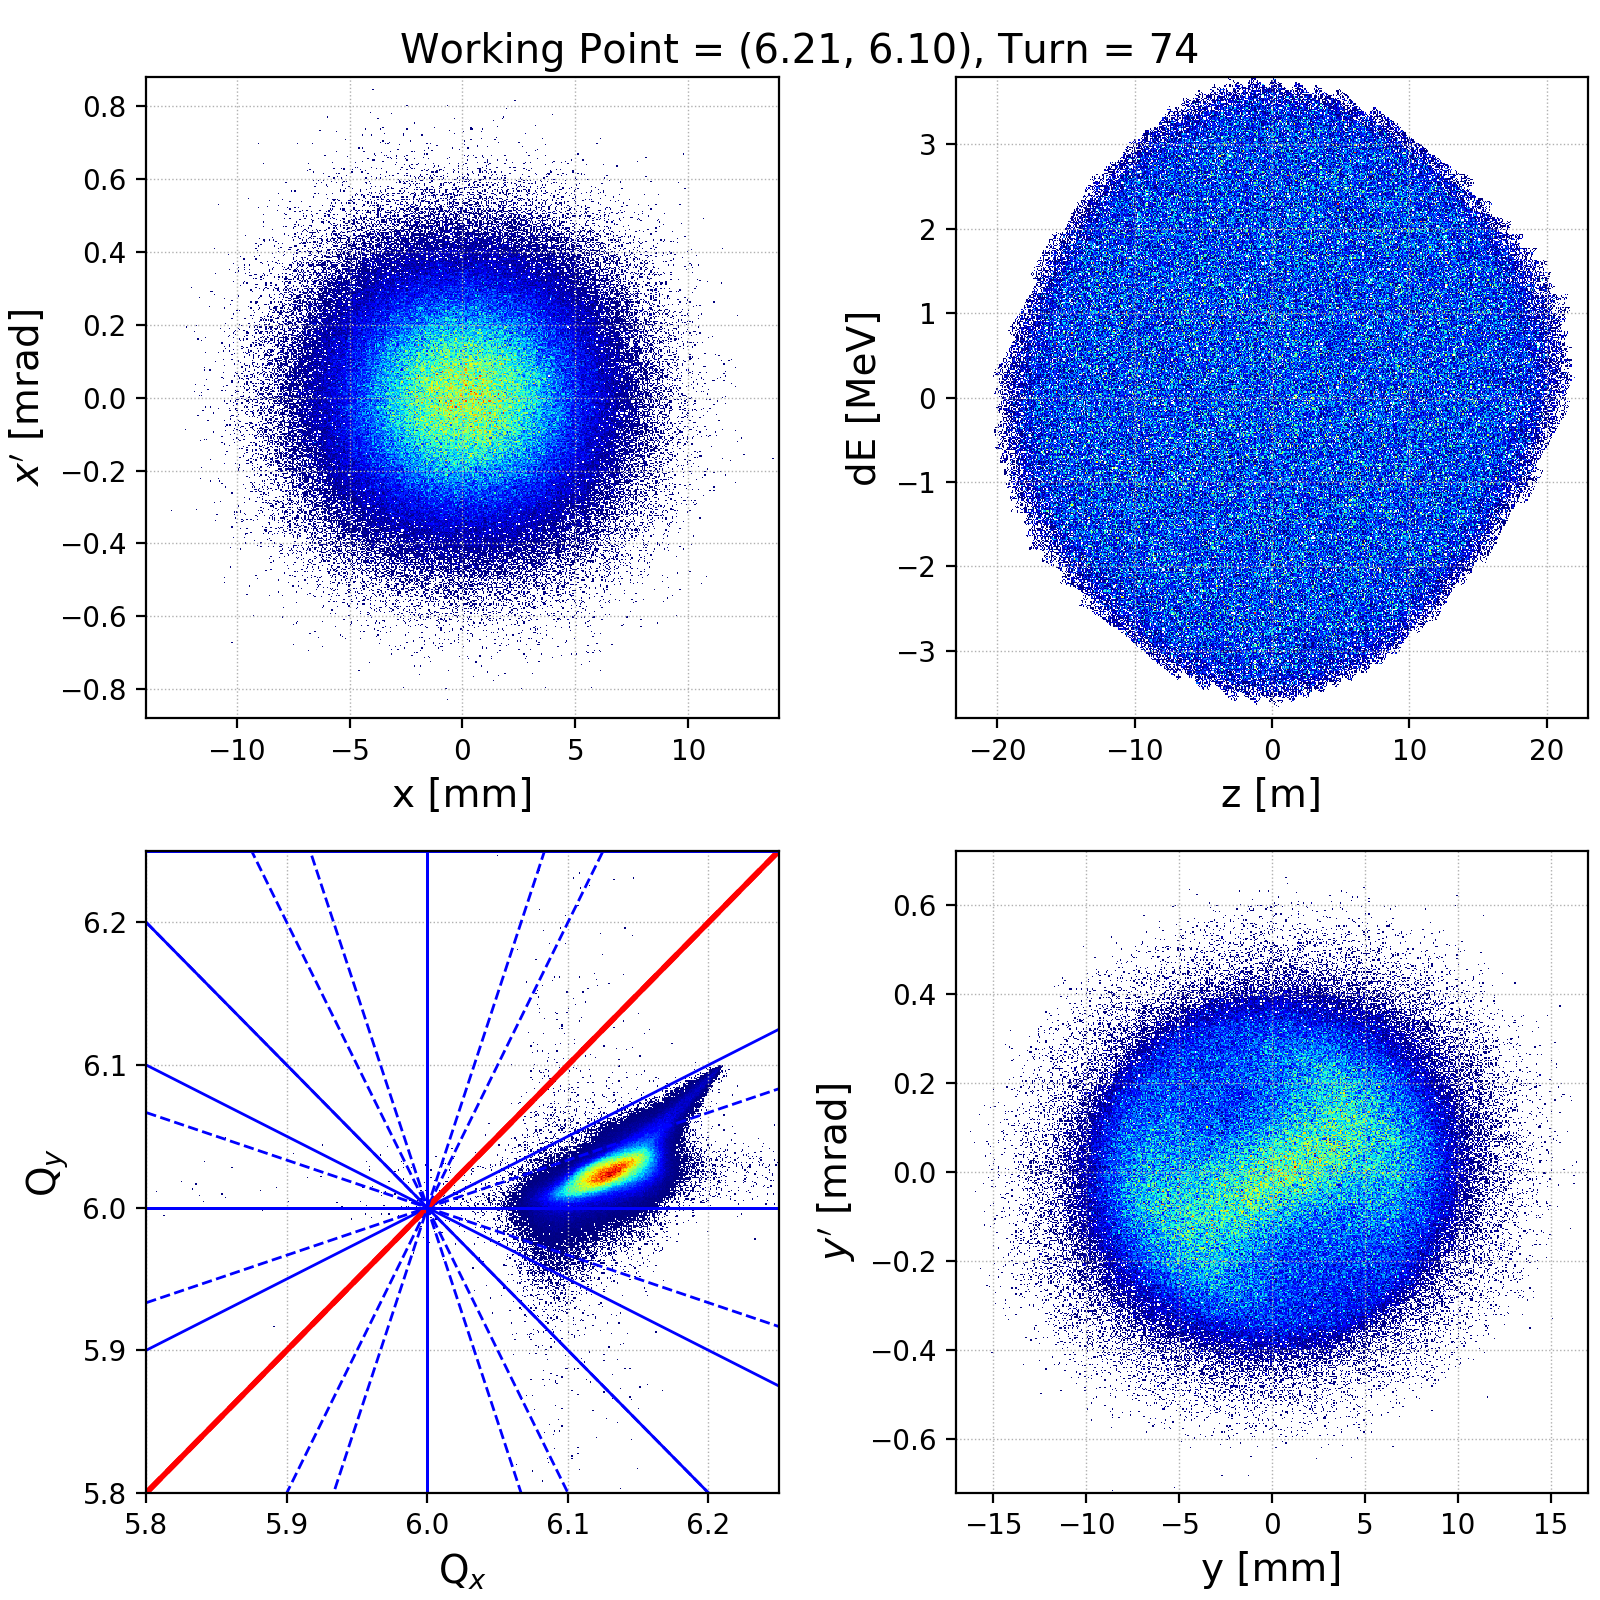 Working Point = (6.21, 6.10), Turn = 74
0.8
0.6
0.4
0.2
0.0
−0.2
−0.4
−0.6
−0.8
x′ [mrad]
−10 −5 0 5 10
x [mm]
3
2
1
0
−1
−2
−3
dE [MeV]
−20 −10 0 10 20
z [m]
6.2
6.1
6.0
5.9
5.8
Qy
5.8 5.9 6.0 6.1 6.2
Qx
0.6
0.4
0.2
0.0
−0.2
−0.4
−0.6
y′ [mrad]
−15 −10 −5 0 5 10 15
y [mm]